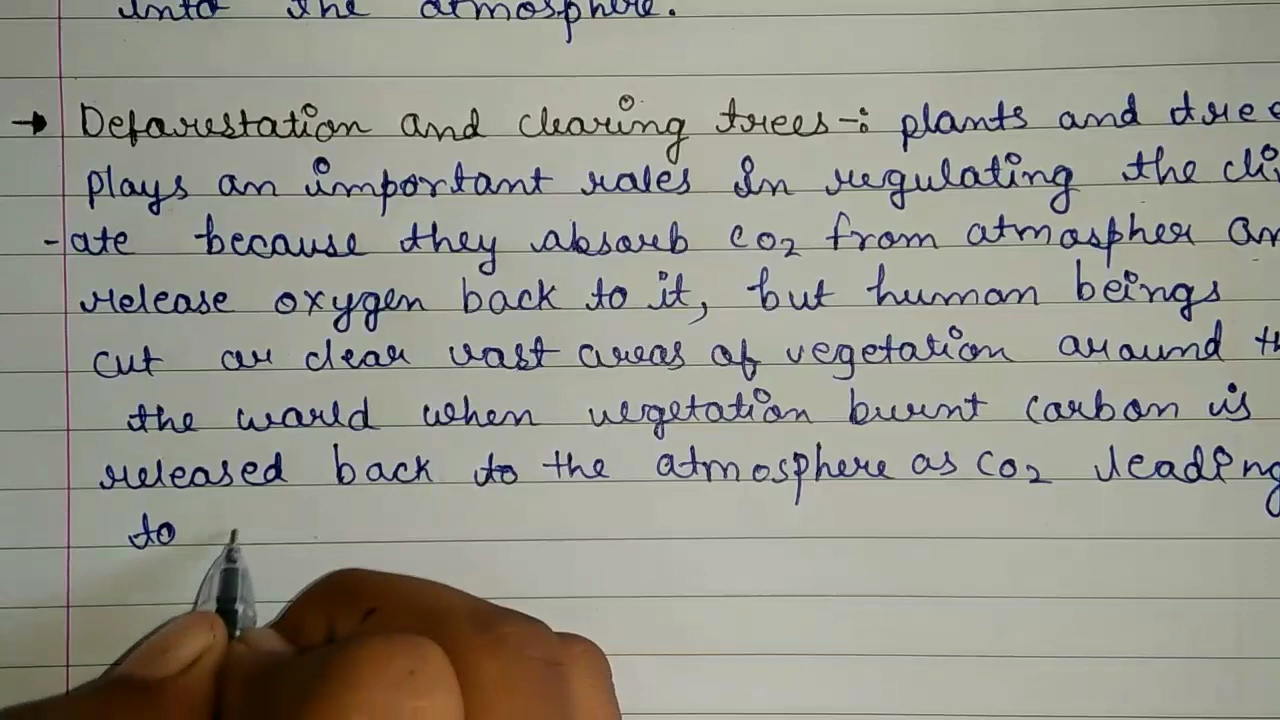 into the atmosphere.
→ Deforestation and clearing trees-: plants and tree
plays an important roles in regulating the cli
-ate because they absorb CO2 from atmospher an
release oxygen back to it, but human beings
cut or clear vast areas of vegetation around th
the world when vegetation burnt carbon is
released back to the atmosphere as CO2 leading
to